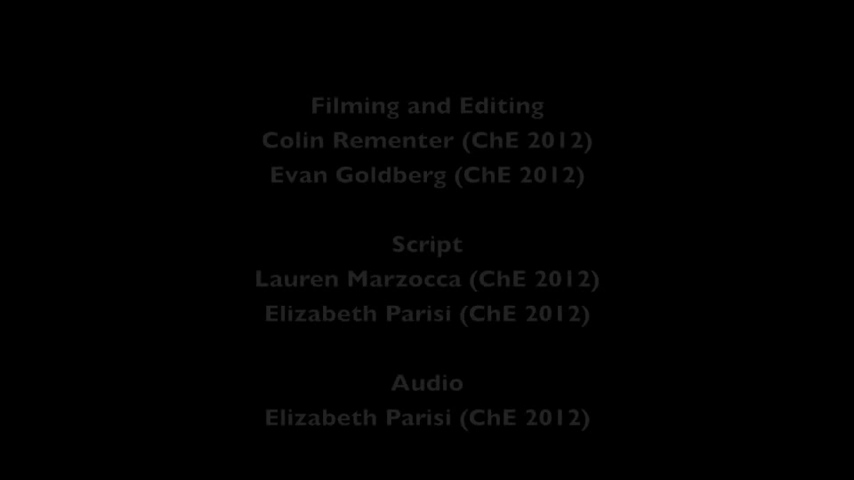 Filming and Editing
Colin Rementer (ChE 2012)
Evan Goldberg (ChE 2012)
Script
Lauren Marzocca (ChE 2012)
Elizabeth Parisi (ChE 2012)
Audio
Elizabeth Parisi (ChE 2012)